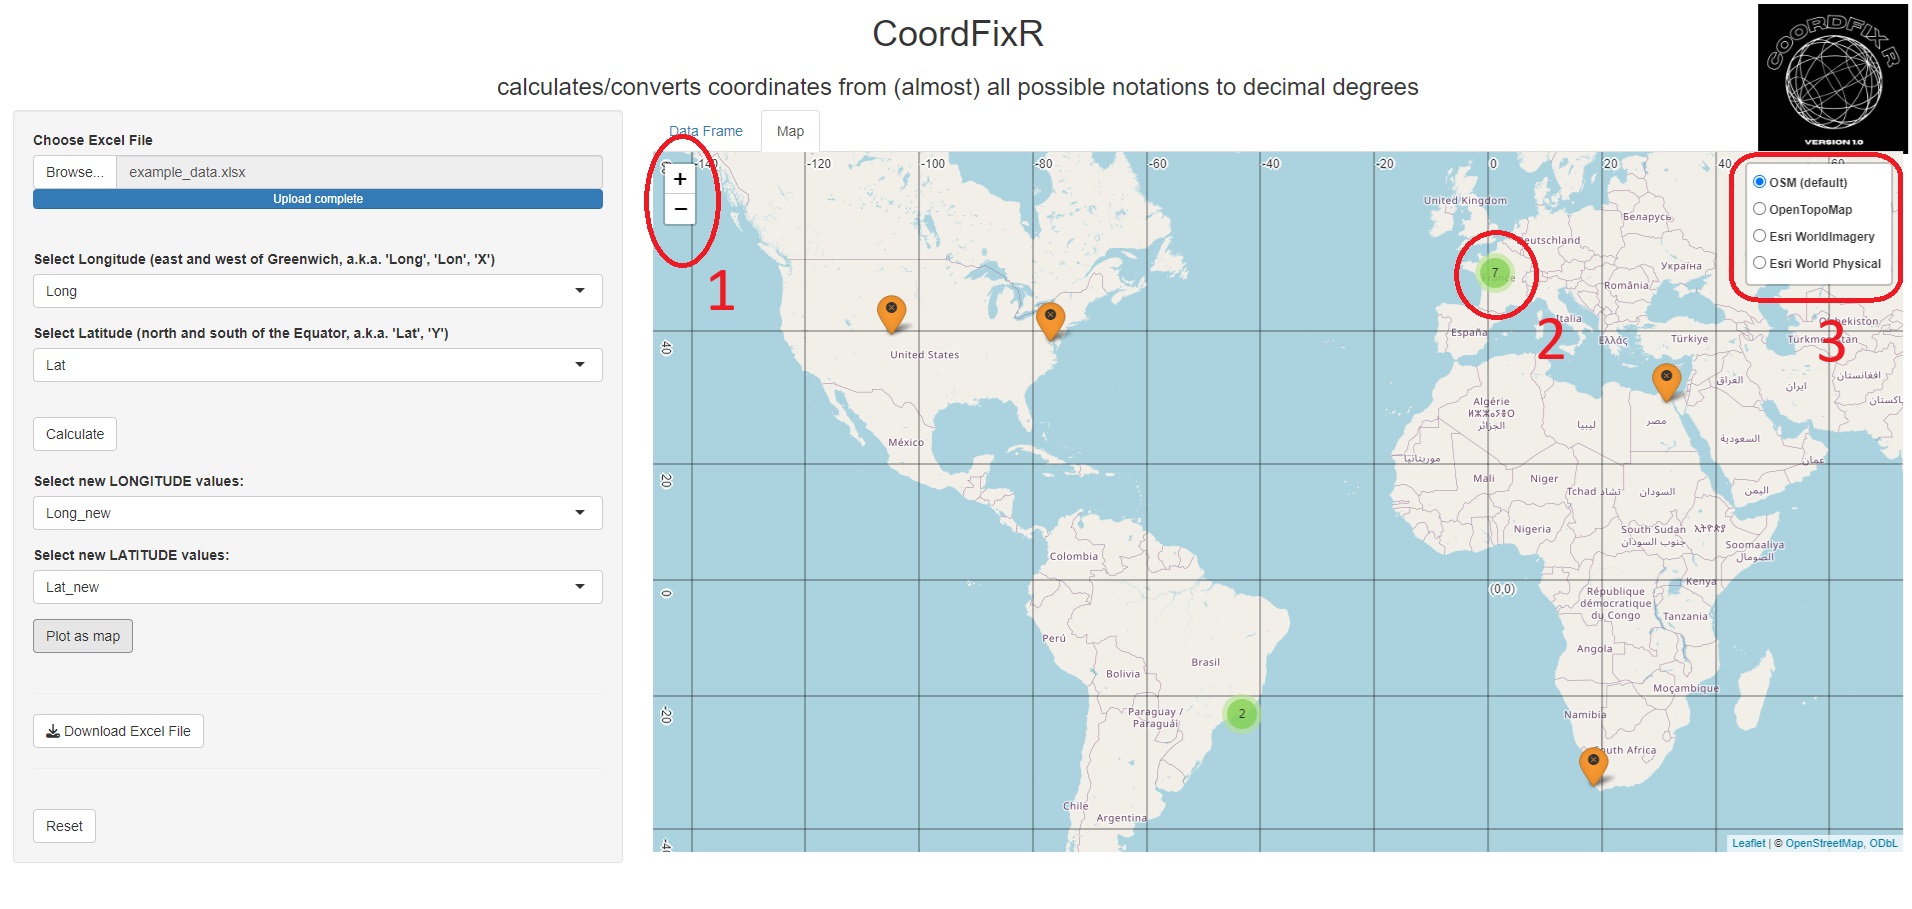 CoordFixR
calculates/converts coordinates from (almost) all possible notations to decimal degrees
COORDFIX R
VERSION 1.0
Choose Excel File
Browse...
example_data.xlsx
Upload complete
Select Longitude (east and west of Greenwich, a.k.a. 'Long', 'Lon', 'X')
Long
Select Latitude (north and south of the Equator, a.k.a. 'Lat', 'Y')
Lat
Calculate
Select new LONGITUDE values:
Long_new
Select new LATITUDE values:
Lat_new
Plot as map
Download Excel File
Reset
Data Frame
Map
+
−
-140
-120
-100
-80
-60
-40
-20
0
20
40
60
OSM (default)
OpenTopoMap
Esri WorldImagery
Esri World Physical
1
2
3
United Kingdom
Беларусь
Deutschland
7
France
Україна
România
Italia
España
Ελλάς
Türkiye
United States
40
Algérie
ⵍⵣⵣⴰⵢⴻⵔ
الجزائر
ليبيا
مصر
العراق
ایران
افغانستان
السعودية
México
موريتانيا
عمان
20
Mali
Niger
Tchad تشاد
السودان
اليمن
Nigeria
South Sudan
جنوب السودان
Soomaaliya
الصومال
Colombia
0
(0,0)
Kenya
République
démocratique
du Congo
Tanzania
Perú
Angola
Brasil
Bolivia
Moçambique
-20
Paraguay /
Paraguái
2
Namibia
South Africa
Chile
Argentina
-40
Leaflet | © OpenStreetMap, ODbL